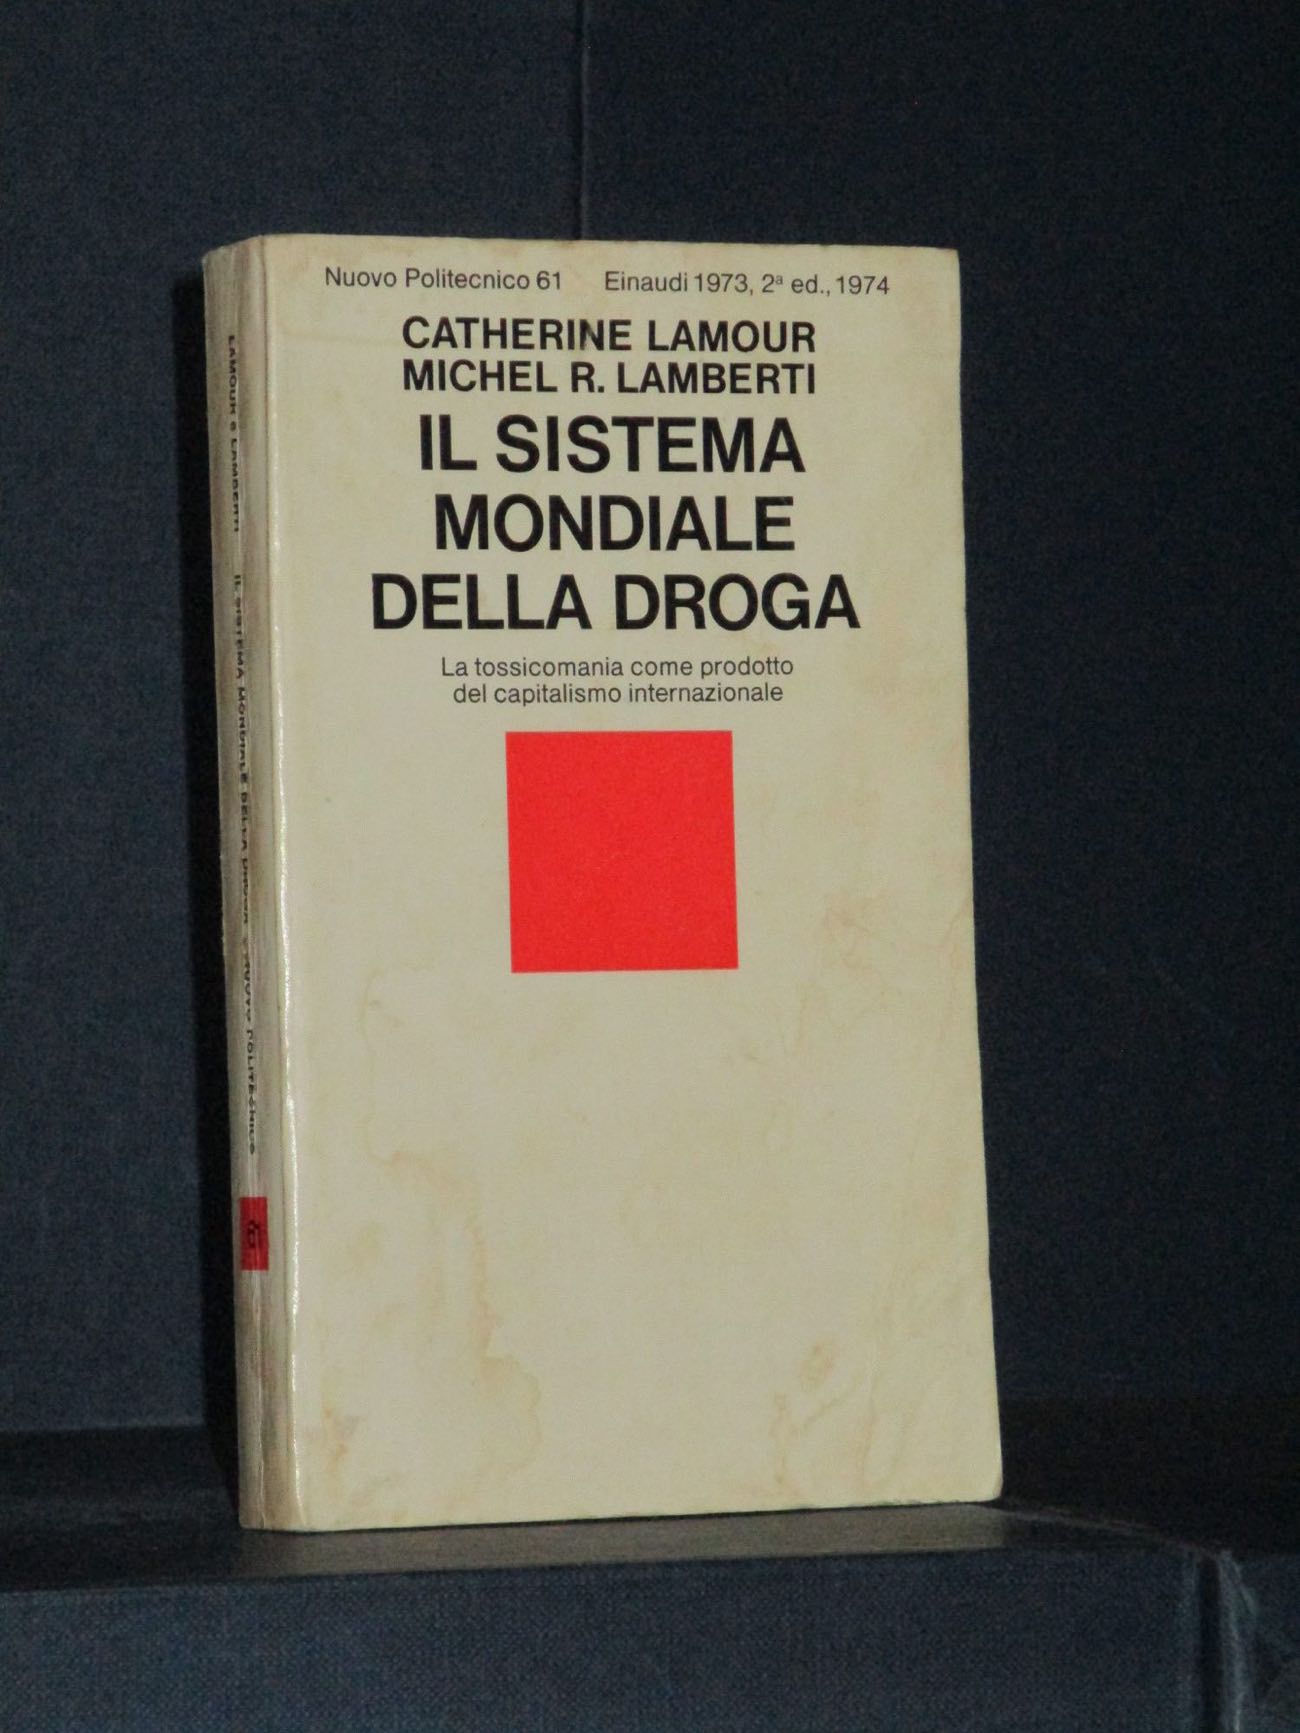 Nuovo Politecnico 61 Einaudi 1973, 2ª ed., 1974
CATHERINE LAMOUR
MICHEL R. LAMBERTI
IL SISTEMA
MONDIALE
DELLA DROGA
La tossicomania come prodotto
del capitalismo internazionale
LAMOUR e LAMBERTI IL SISTEMA MONDIALE DELLA DROGA NUOVO POLITECNICO